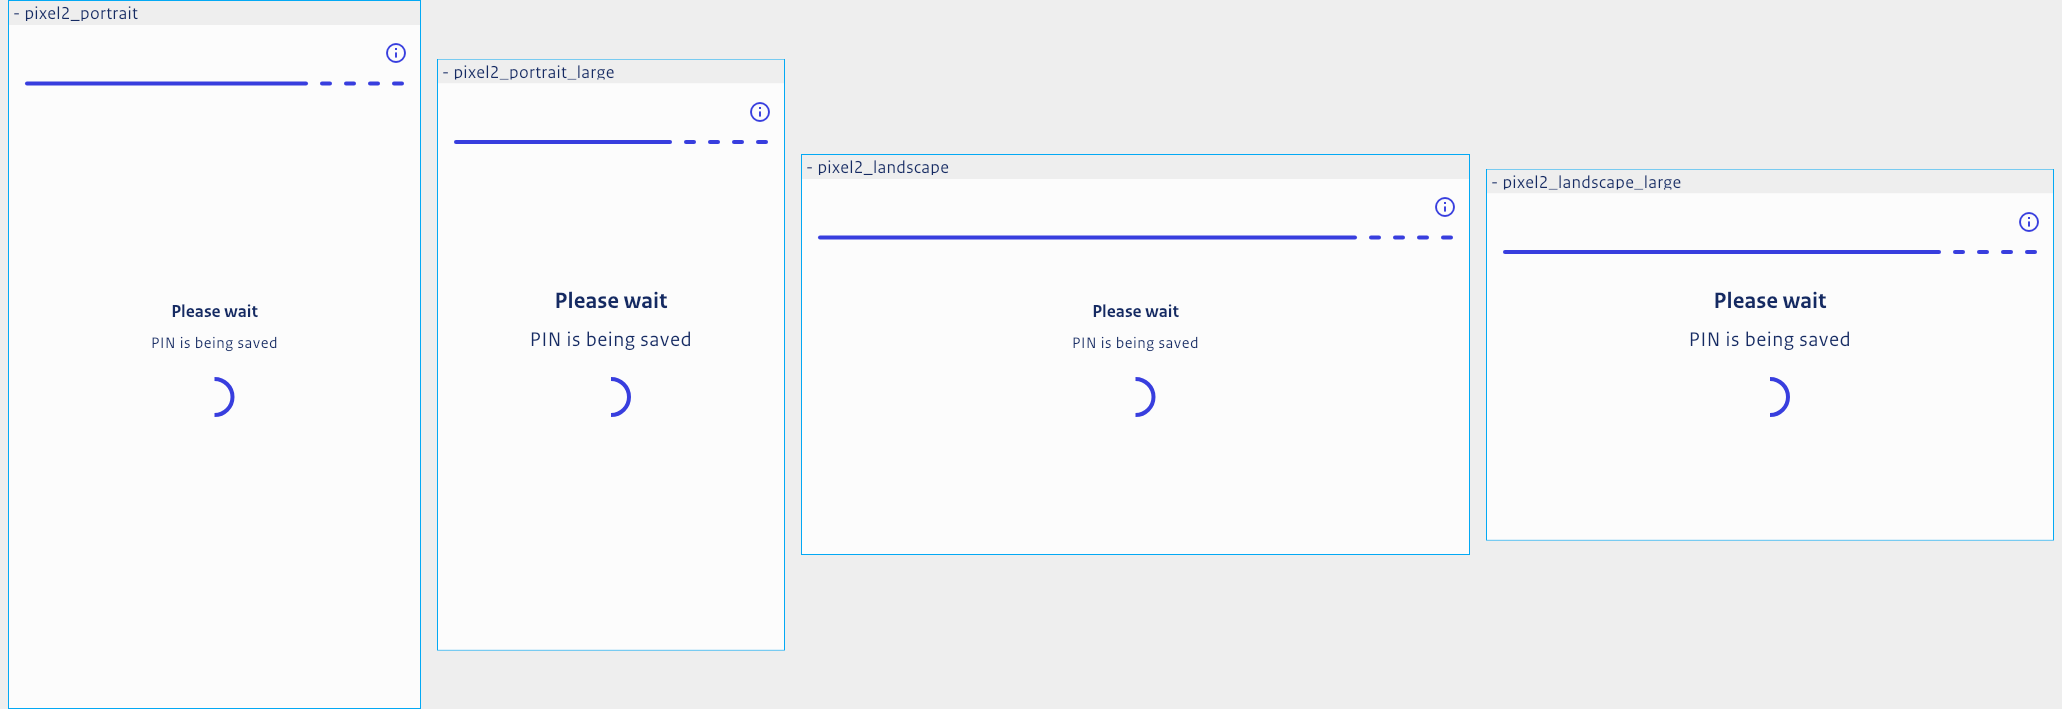 - pixel2_portrait
Please wait
PIN is being saved
- pixel2_portrait_large
Please wait
PIN is being saved
- pixel2_landscape
Please wait
PIN is being saved
- pixel2_landscape_large
Please wait
PIN is being saved